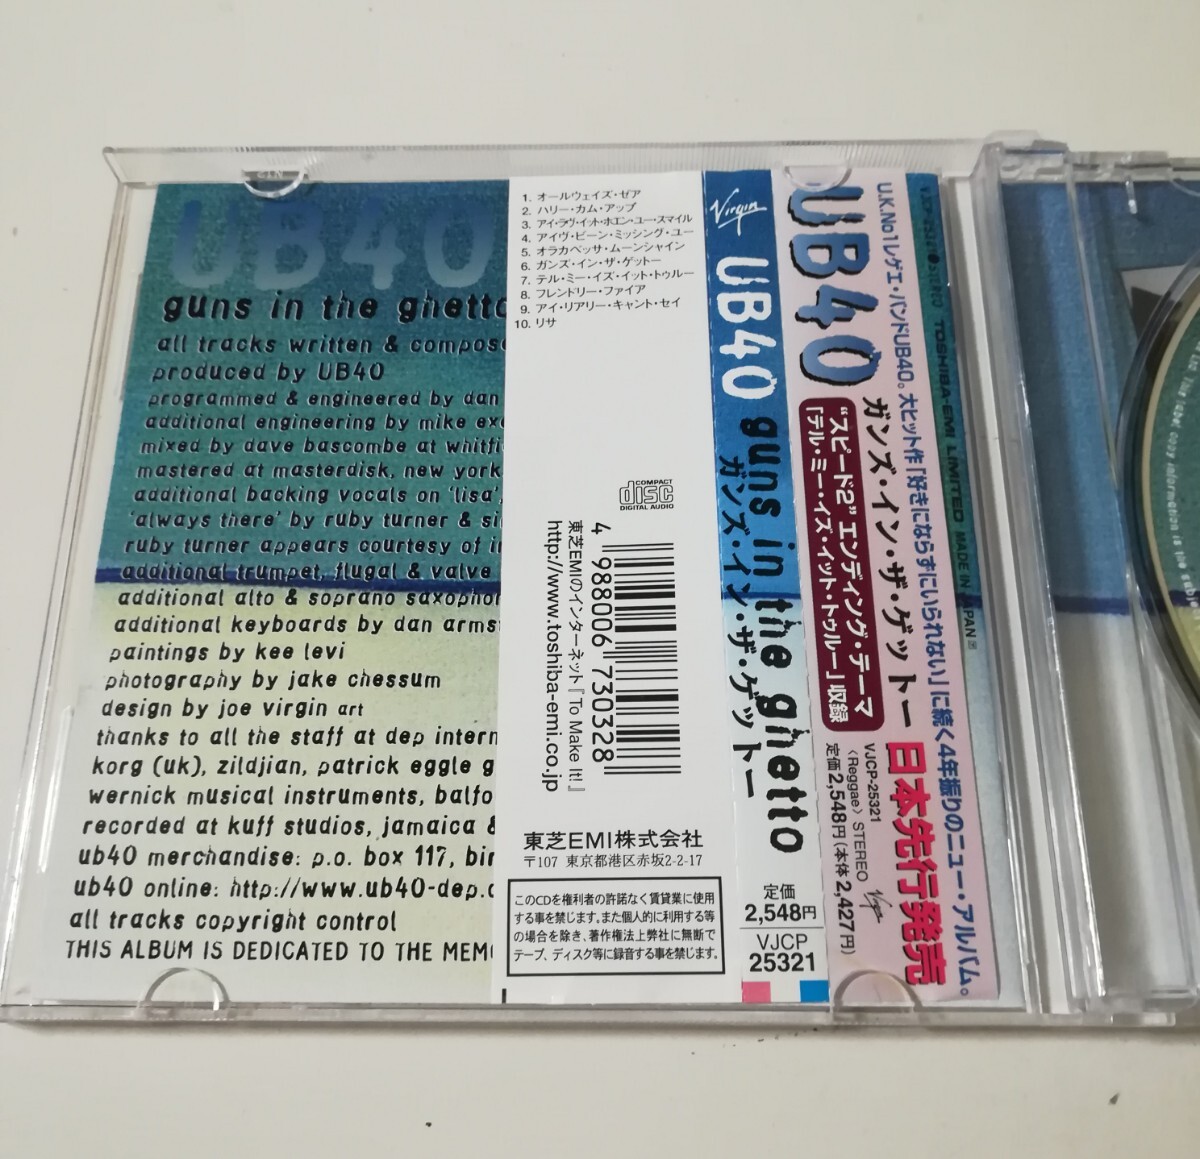 UB40
guns in the ghetto
all tracks written & compose
produced by UB40
programmed & engineered by dan
additional engineering by mike exe
mixed by dave bascombe at whitfi
mastered at masterdisk, new york
additional backing vocals on 'lisa',
'always there' by ruby turner & si
ruby turner appears courtesy of in
additional trumpet, flugal & valve
additional alto & soprano saxophon
additional keyboards by dan armst
paintings by kee levi
photography by jake chessum
design by joe virgin art
thanks to all the staff at dep intern
korg (uk), zildjian, patrick eggle g
wernick musical instruments, balfo
recorded at kuff studios, jamaica &
ub40 merchandise: p.o. box 117, bir
ub40 online: http://www.ub40-dep.c
all tracks copyright control
THIS ALBUM IS DEDICATED TO THE MEMO
1. オールウェイズ・ゼア
2. ハリー・カム・アップ
3. アイ・ラヴ・イット・ホエン・ユー・スマイル
4. アイヴ・ビーン・ミッシング・ユー
5. オラカベッサ・ムーンシャイン
6. ガンズ・イン・ザ・ゲットー
7. テル・ミー・イズ・イット・トゥルー
8. フレンドリー・ファイア
9. アイ・リアリー・キャント・セイ
10. リサ
COMPACT
disc
DIGITAL AUDIO
4 988006 730328
東芝EMIのインターネット『To Make It!』
http://www.toshiba-emi.co.jp
東芝EMI株式会社
〒107 東京都港区赤坂2-2-17
このCDを権利者の許諾なく賃貸業に使用
する事を禁じます。また個人的に利用する等
の場合を除き、著作権法上弊社に無断で
テープ、ディスク等に録音する事を禁じます。
Virgin
UB40 guns in the ghetto
ガンズ・イン・ザ・ゲットー
定価
2,548円
VJCP
25321
U.K.No1レゲエ・バンドUB40。大ヒット作「好きにならずにいられない」に続く4年振りのニュー・アルバム。
UB40
ガンズ・イン・ザ・ゲットー
日本先行発売
“スピード2”エンディング・テーマ
「テル・ミー・イズ・イット・トゥルー」収録
VJCP-25321
〈Reggae〉 STEREO
定価2,548円(本体2,427円)
Virgin
TOSHIBA-EMI LIMITED MADE IN JAPAN